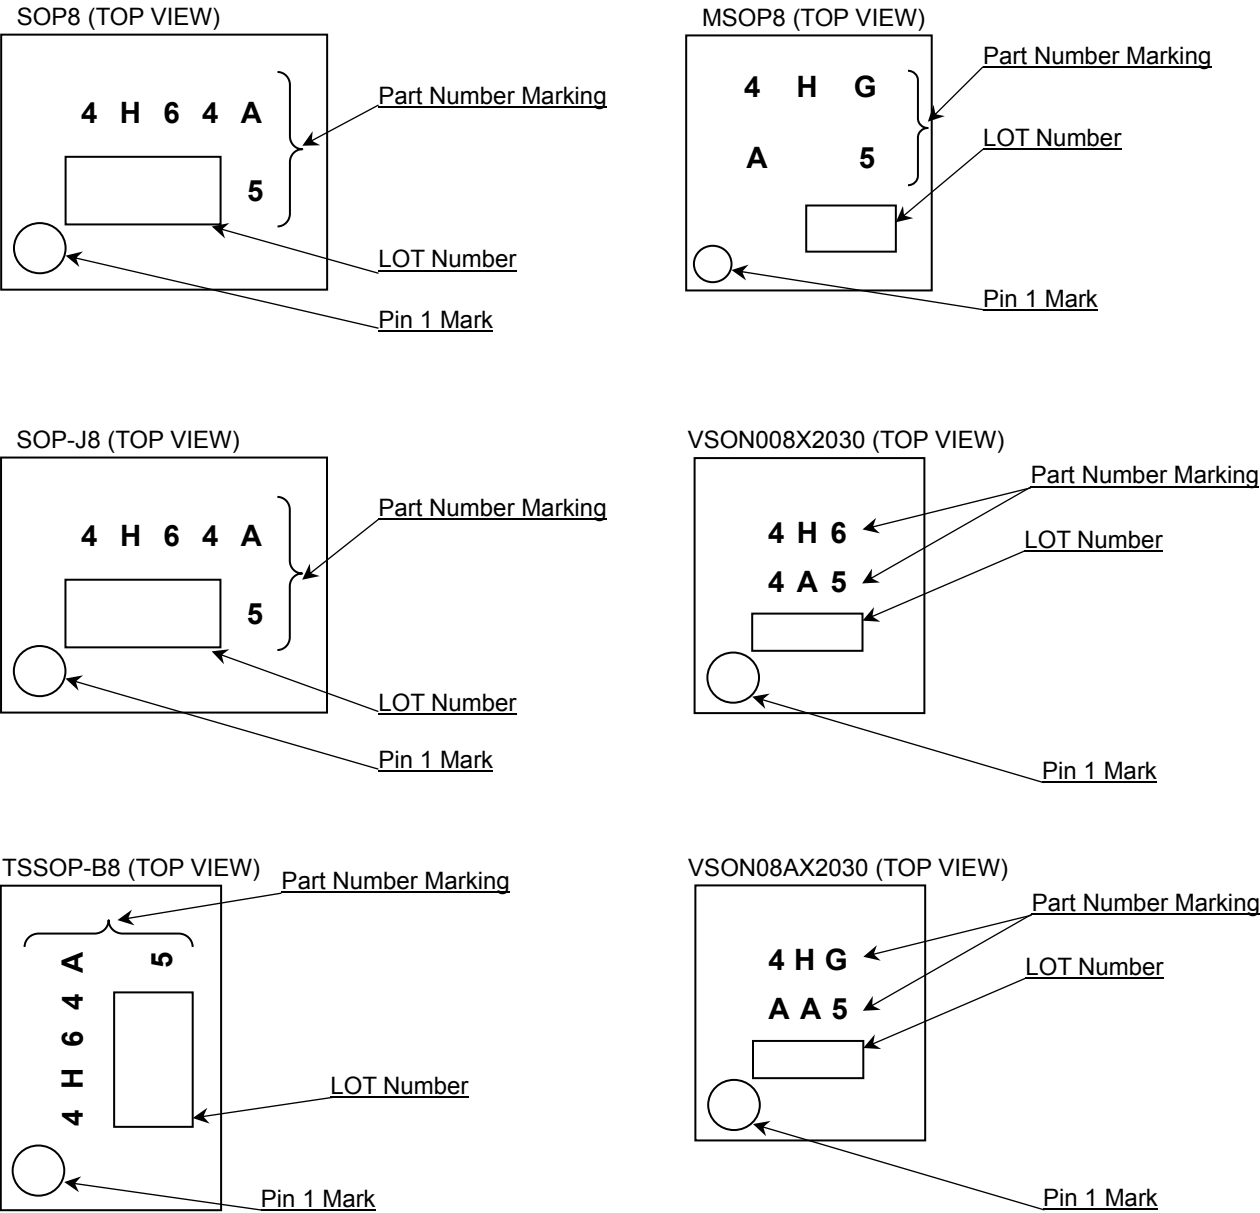 SOP8 (TOP VIEW)
4 H 6 4 A
5
Part Number Marking
LOT Number
Pin 1 Mark
MSOP8 (TOP VIEW)
4 H G
A 5
Part Number Marking
LOT Number
Pin 1 Mark
SOP-J8 (TOP VIEW)
4 H 6 4 A
5
Part Number Marking
LOT Number
Pin 1 Mark
VSON008X2030 (TOP VIEW)
4 H 6
4 A 5
Part Number Marking
LOT Number
Pin 1 Mark
TSSOP-B8 (TOP VIEW)
4 H 6 4 A
5
Part Number Marking
LOT Number
Pin 1 Mark
VSON08AX2030 (TOP VIEW)
4 H G
A A 5
Part Number Marking
LOT Number
Pin 1 Mark